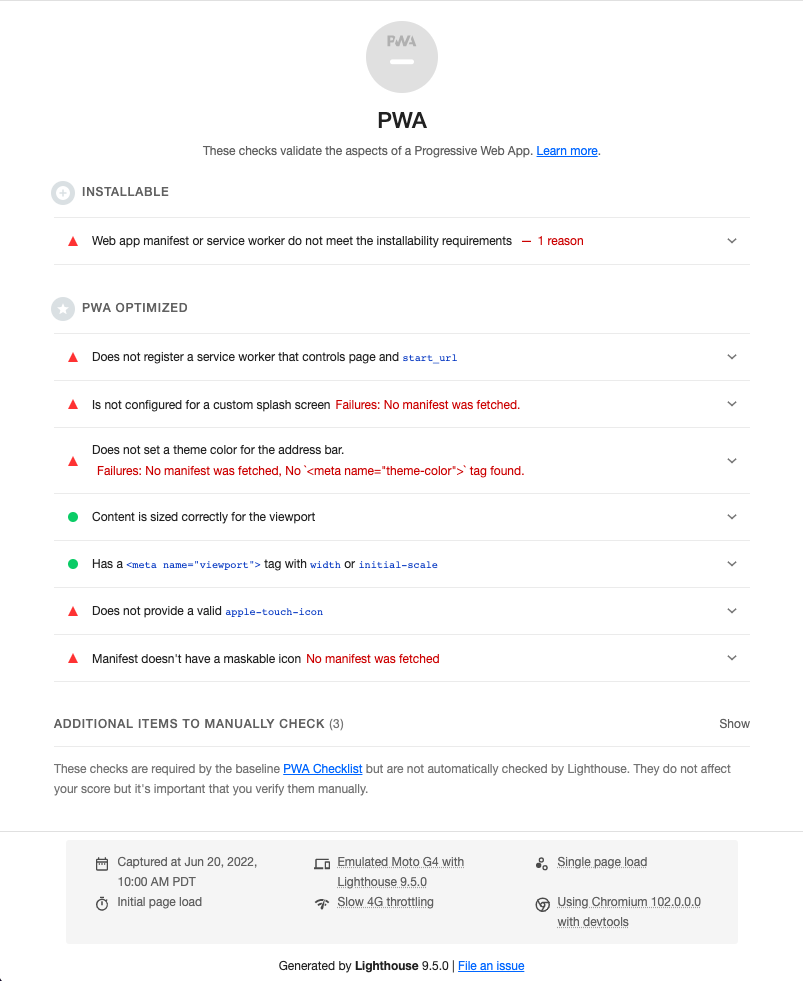 PWA
PWA
These checks validate the aspects of a Progressive Web App. Learn more.
INSTALLABLE
Web app manifest or service worker do not meet the installability requirements — 1 reason
PWA OPTIMIZED
Does not register a service worker that controls page and start_url
Is not configured for a custom splash screen Failures: No manifest was fetched.
Does not set a theme color for the address bar.
Failures: No manifest was fetched, No `<meta name="theme-color">` tag found.
Content is sized correctly for the viewport
Has a <meta name="viewport"> tag with width or initial-scale
Does not provide a valid apple-touch-icon
Manifest doesn't have a maskable icon No manifest was fetched
ADDITIONAL ITEMS TO MANUALLY CHECK (3) Show
These checks are required by the baseline PWA Checklist but are not automatically checked by Lighthouse. They do not affect
your score but it's important that you verify them manually.
Captured at Jun 20, 2022,
10:00 AM PDT
Emulated Moto G4 with
Lighthouse 9.5.0
Single page load
Initial page load
Slow 4G throttling
Using Chromium 102.0.0.0
with devtools
Generated by Lighthouse 9.5.0 | File an issue